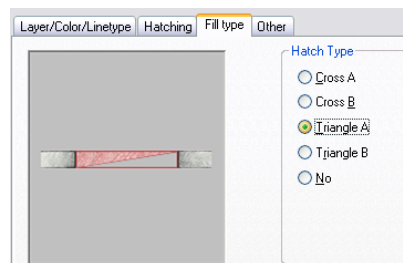 Layer/Color/Linetype Hatching Fill type Other
Hatch Type
Cross A
Cross B
Triangle A
Triangle B
No